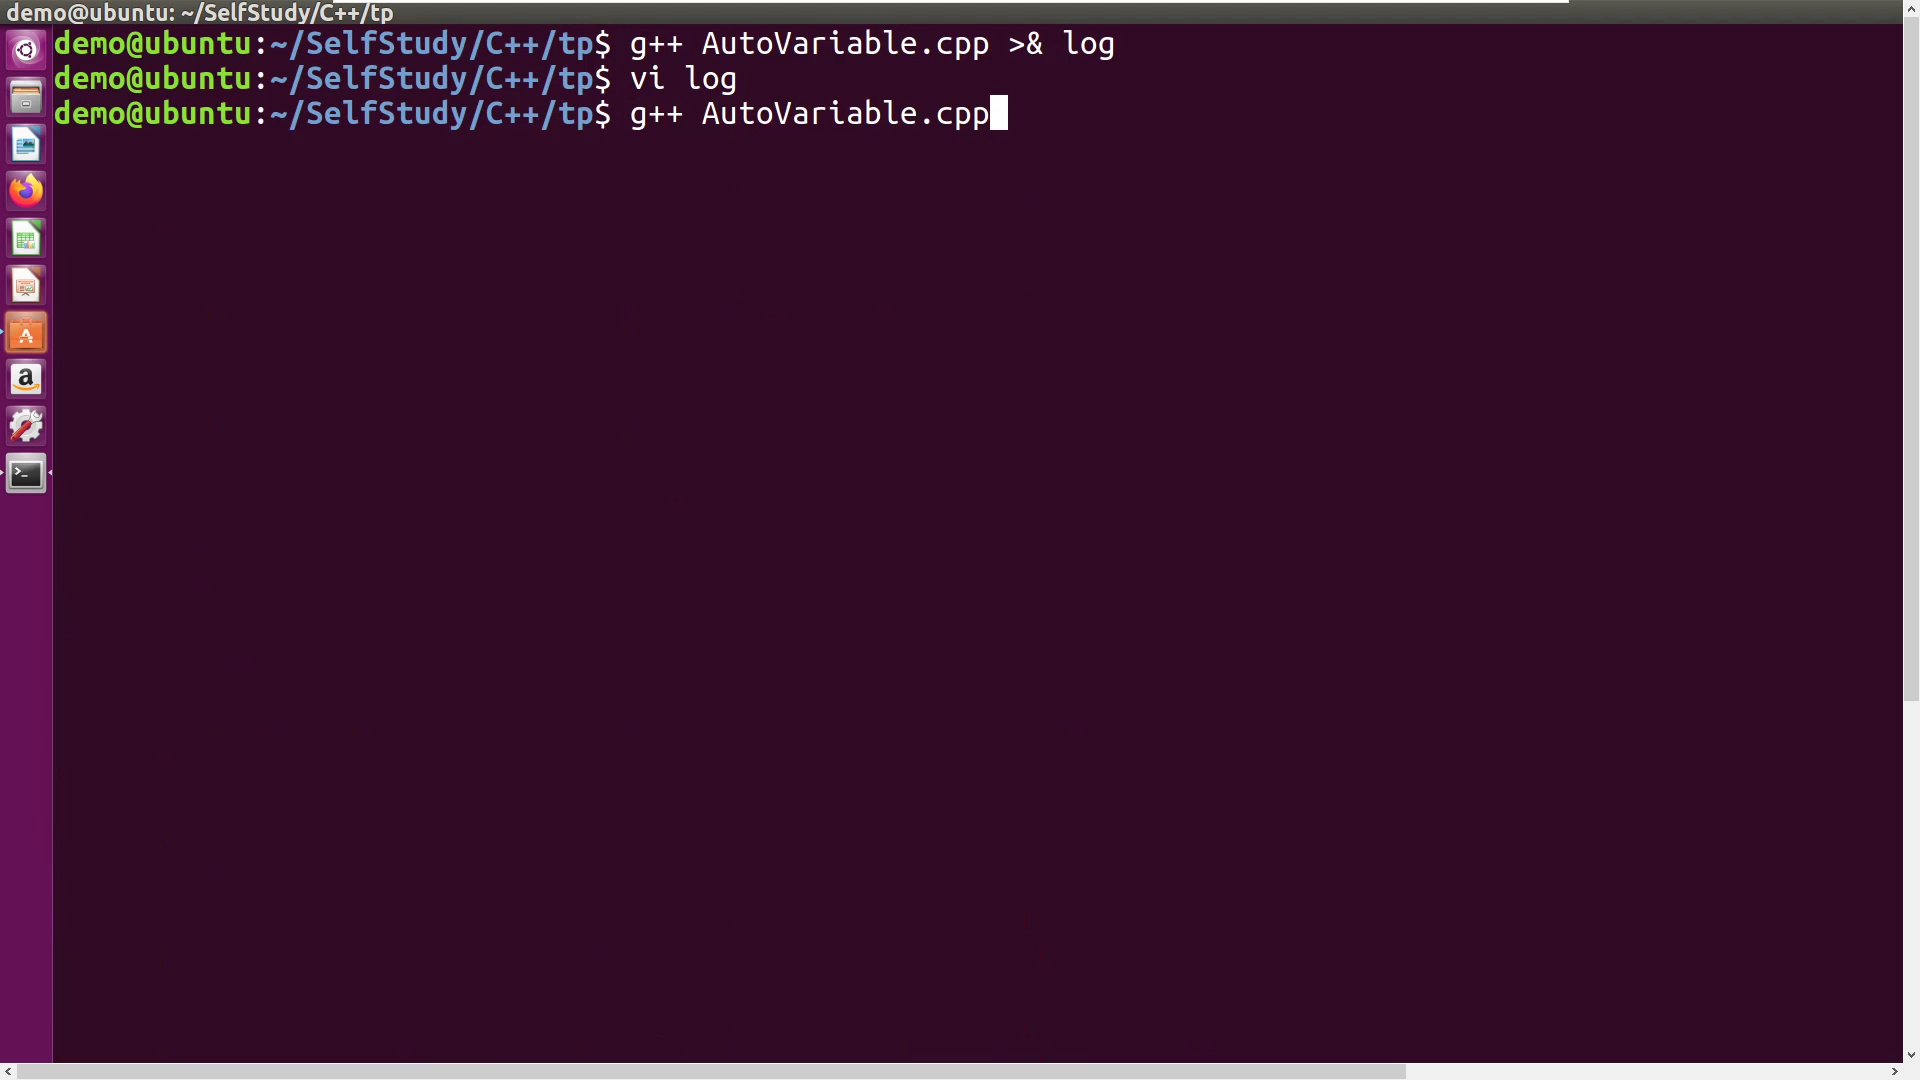 demo@ubuntu: ~/SelfStudy/C++/tp
demo@ubuntu:~/SelfStudy/C++/tp$ g++ AutoVariable.cpp >& log
demo@ubuntu:~/SelfStudy/C++/tp$ vi log
demo@ubuntu:~/SelfStudy/C++/tp$ g++ AutoVariable.cpp